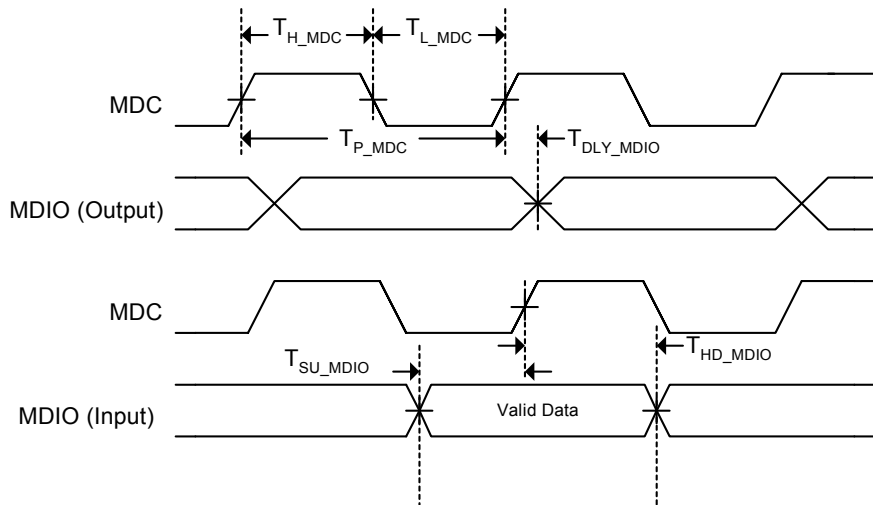 T_H_MDC T_L_MDC
MDC
T_P_MDC T_DLY_MDIO
MDIO (Output)
MDC
T_SU_MDIO T_HD_MDIO
MDIO (Input) Valid Data